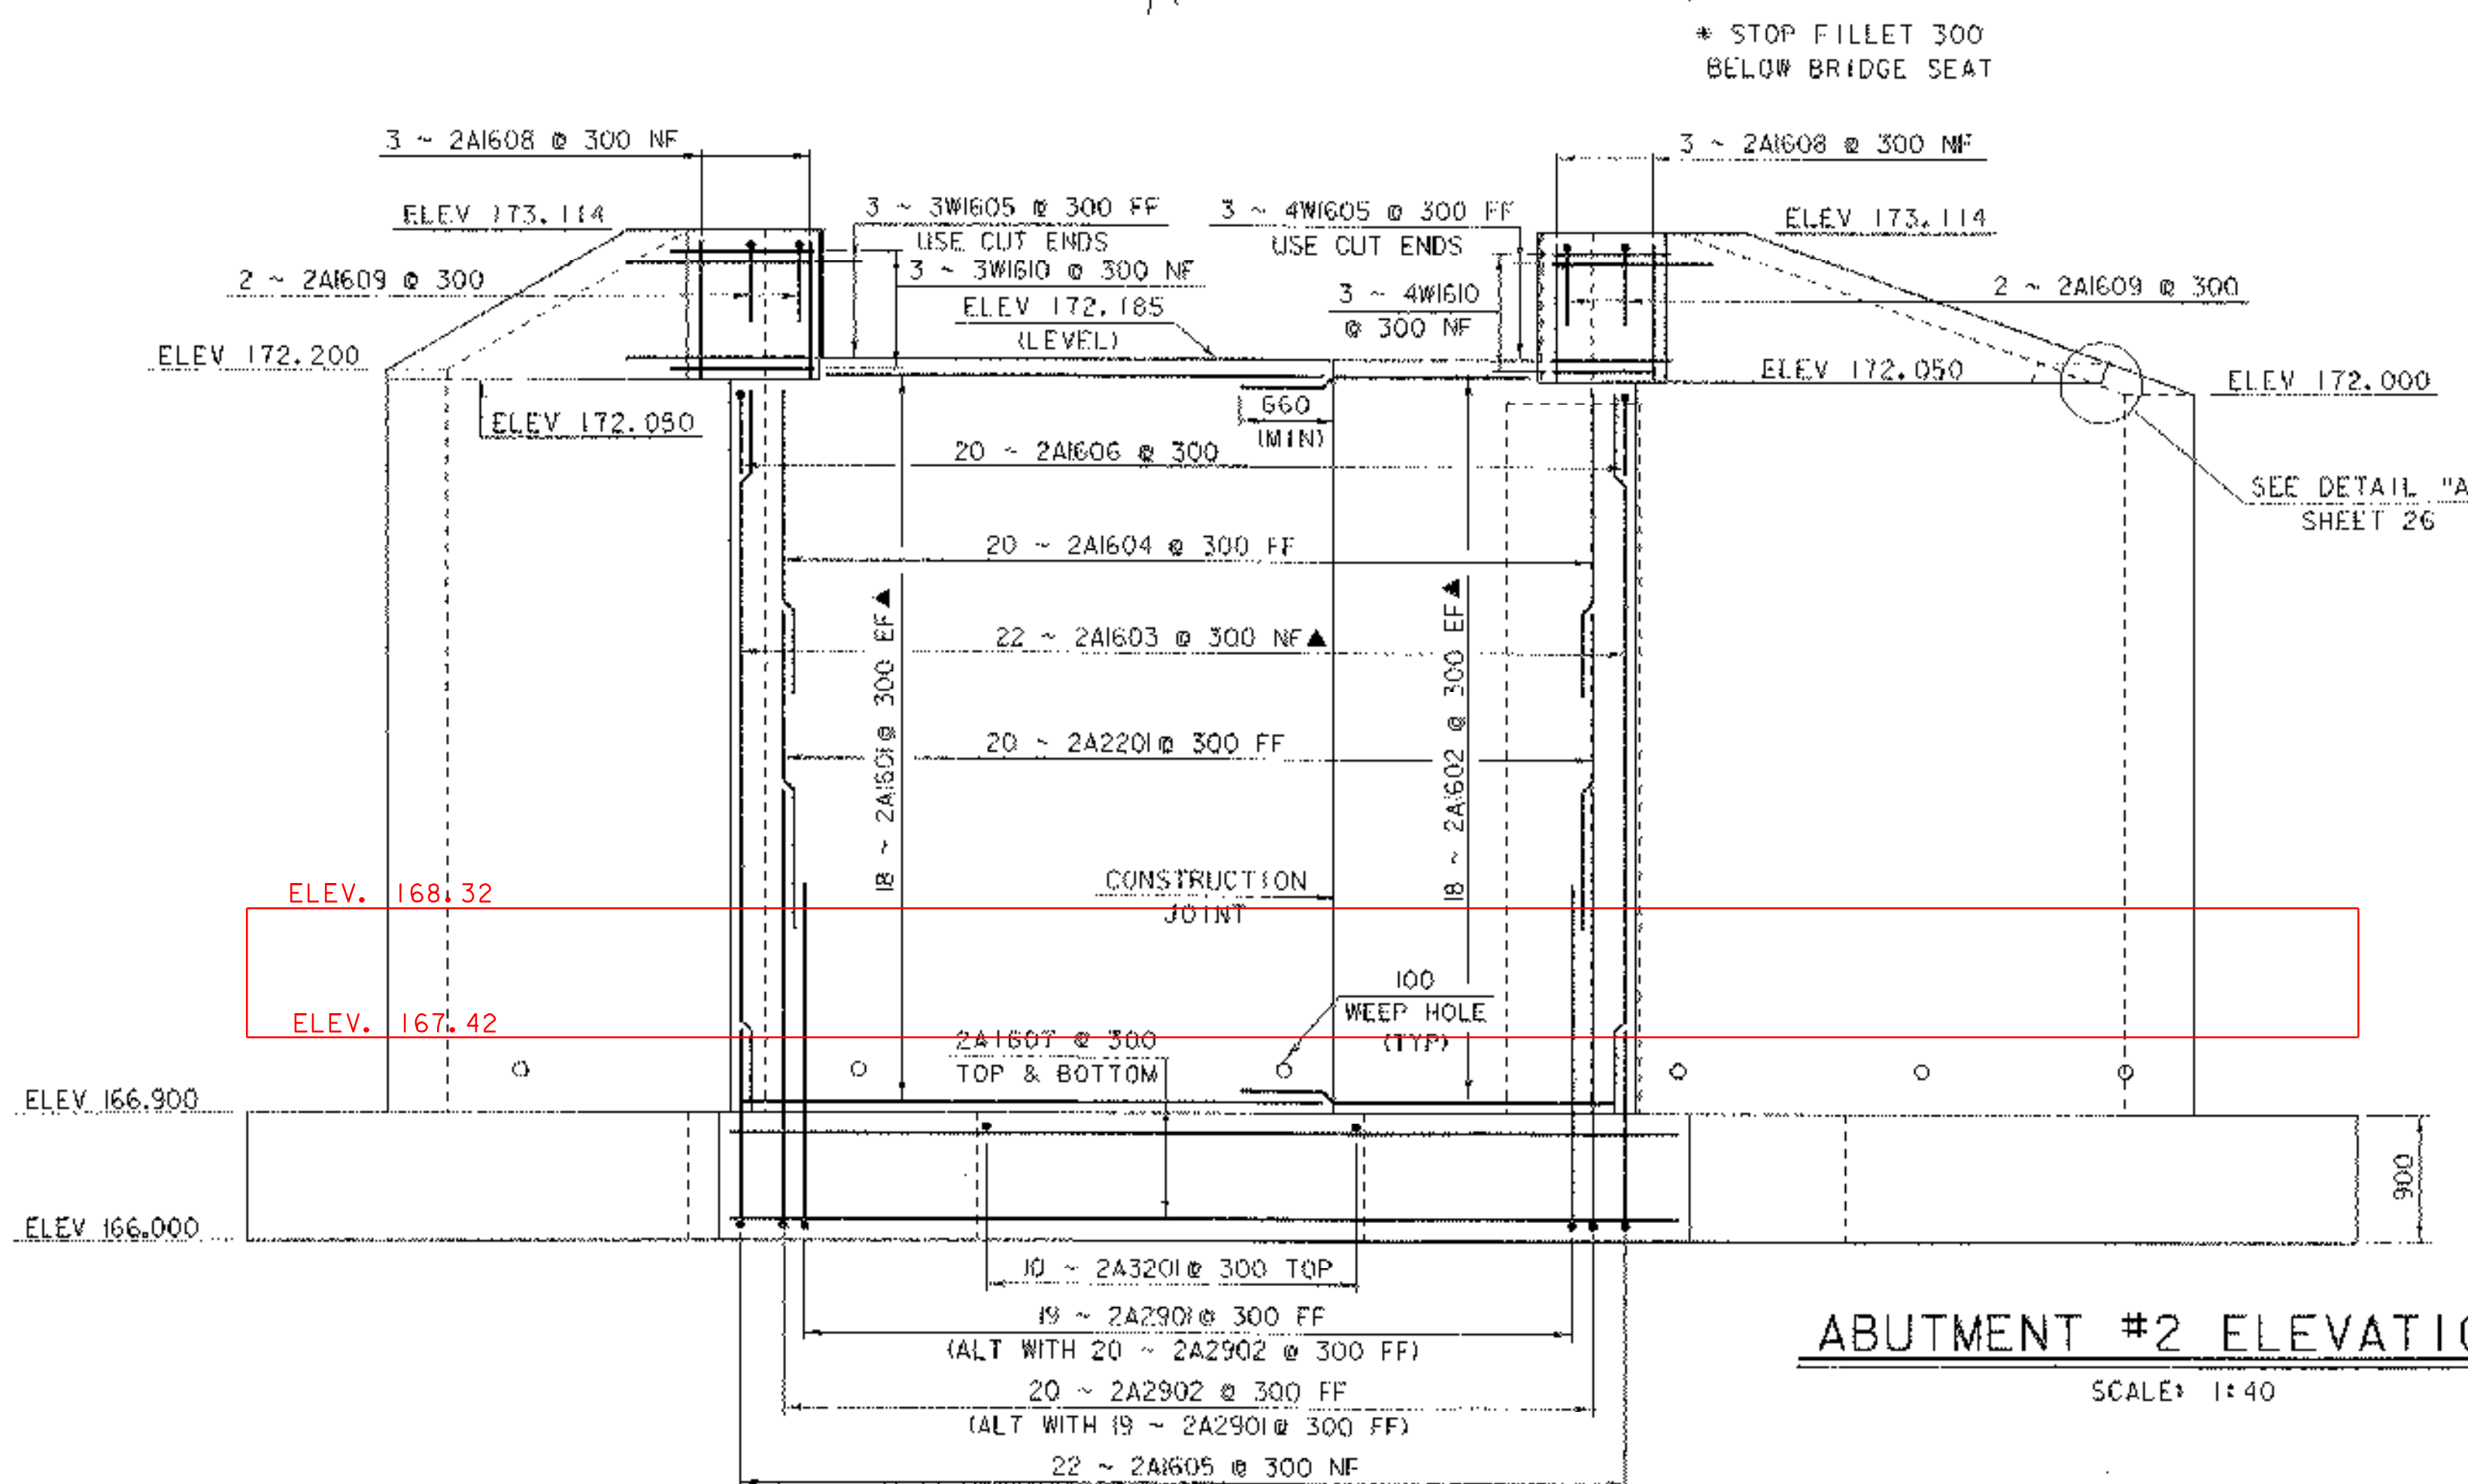 * STOP FILLET 300
BELOW BRIDGE SEAT
3 ~ 2A1608 @ 300 NF
3 ~ 2A1608 @ 300 NF
ELEV 173.114
3 ~ 3W1605 @ 300 FF
USE CUT ENDS
3 ~ 4W1605 @ 300 FF
USE CUT ENDS
ELEV 173.114
2 ~ 2A1609 @ 300
3 ~ 3W1610 @ 300 NF
3 ~ 4W1610
@ 300 NF
2 ~ 2A1609 @ 300
ELEV 172.185
(LEVEL)
ELEV 172.200
ELEV 172.050
ELEV 172.000
ELEV 172.050
660
(MIN)
20 ~ 2A1606 @ 300
SEE DETAIL "A
SHEET 26
20 ~ 2A1604 @ 300 FF
18 ~ 2A1601 @ 300 EF▲
22 ~ 2A1603 @ 300 NF▲
18 ~ 2A1602 @ 300 EF▲
20 ~ 2A2201 @ 300 FF
CONSTRUCTION
JOINT
ELEV. 168.32
100
WEEP HOLE
(TYP)
ELEV. 167.42
2A1607 @ 300
TOP & BOTTOM
ELEV 166.900
900
ELEV 166.000
10 ~ 2A3201 @ 300 TOP
19 ~ 2A2901 @ 300 FF
(ALT WITH 20 ~ 2A2902 @ 300 FF)
20 ~ 2A2902 @ 300 FF
(ALT WITH 19 ~ 2A2901 @ 300 FF)
22 ~ 2A1605 @ 300 NF
ABUTMENT #2 ELEVATIO
SCALE: 1:40